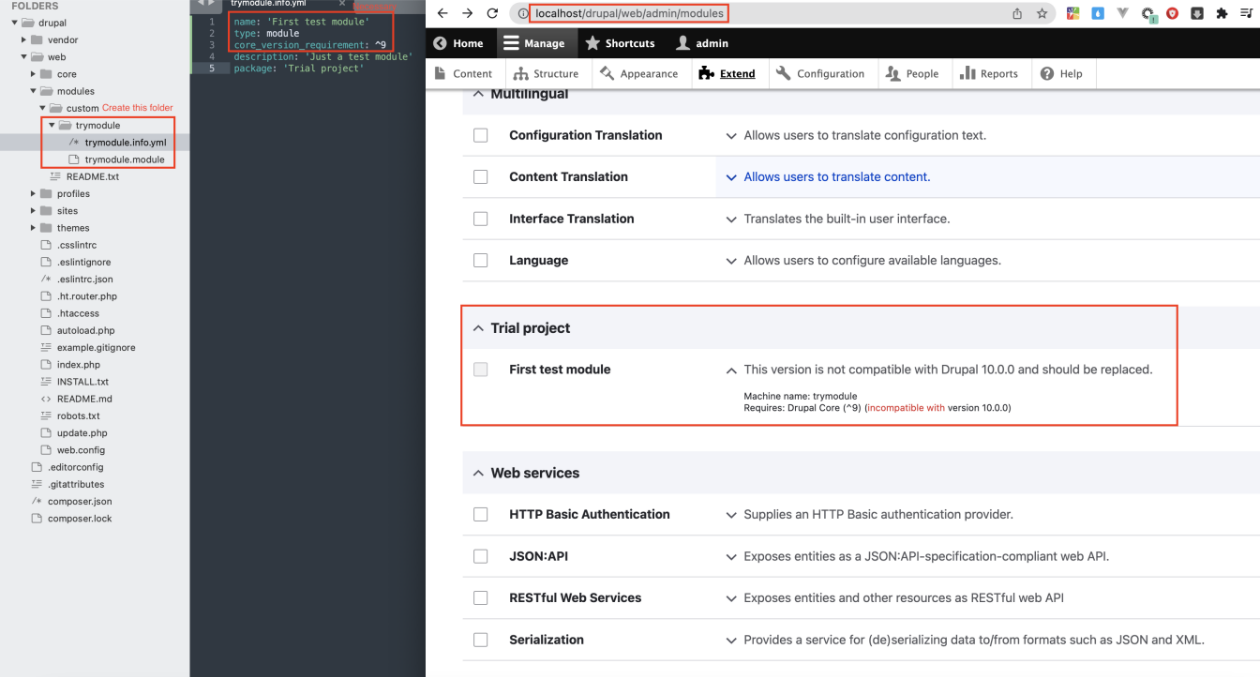 FOLDERS
drupal
vendor
web
core
modules
custom Create this folder
trymodule
/* trymodule.info.yml
trymodule.module
README.txt
profiles
sites
themes
.csslintrc
.eslintignore
/* .eslintrc.json
.ht.router.php
.htaccess
autoload.php
example.gitignore
index.php
INSTALL.txt
<> README.md
robots.txt
update.php
web.config
.editorconfig
.gitattributes
/* composer.json
composer.lock
trymodule.info.yml
1 name: 'First test module'
2 type: module
3 core_version_requirement: ^9
4 description: 'Just a test module'
5 package: 'Trial project'
localhost/drupal/web/admin/modules
Home Manage Shortcuts admin
Content Structure Appearance Extend Configuration People Reports Help
Multilingual
Configuration Translation Allows users to translate configuration text.
Content Translation Allows users to translate content.
Interface Translation Translates the built-in user interface.
Language Allows users to configure available languages.
Trial project
First test module This version is not compatible with Drupal 10.0.0 and should be replaced.
Machine name: trymodule
Requires: Drupal Core (^9) (incompatible with version 10.0.0)
Web services
HTTP Basic Authentication Supplies an HTTP Basic authentication provider.
JSON:API Exposes entities as a JSON:API-specification-compliant web API.
RESTful Web Services Exposes entities and other resources as RESTful web API
Serialization Provides a service for (de)serializing data to/from formats such as JSON and XML.